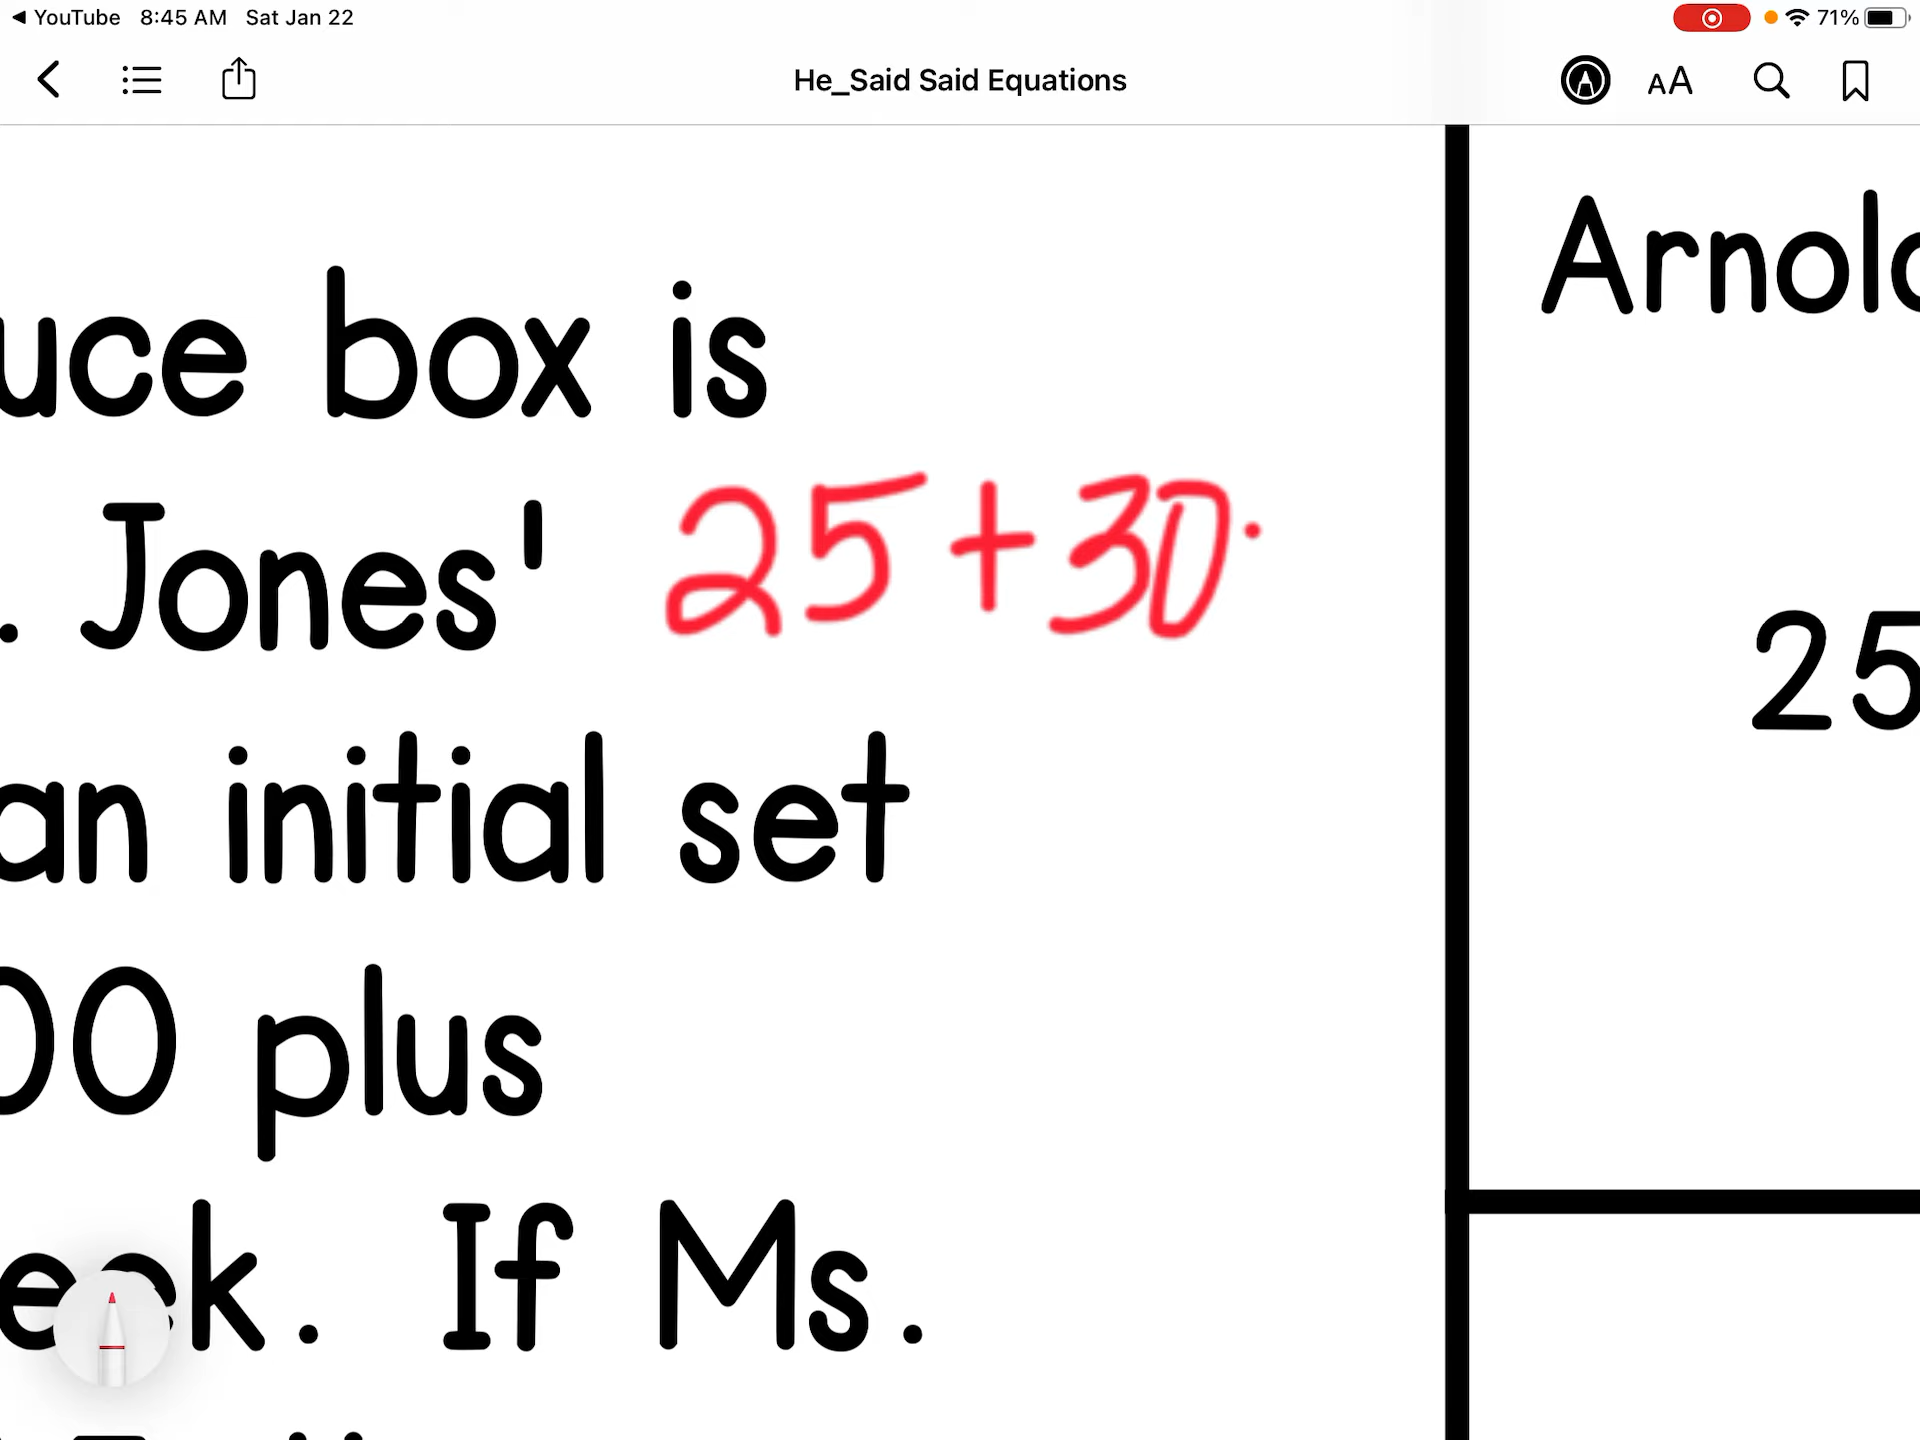 YouTube 8:45 AM Sat Jan 22 71%
He_Said Said Equations
AA
uce box is
. Jones' 25+30.
an initial set
00 plus
eek. If Ms.
Arnol
25